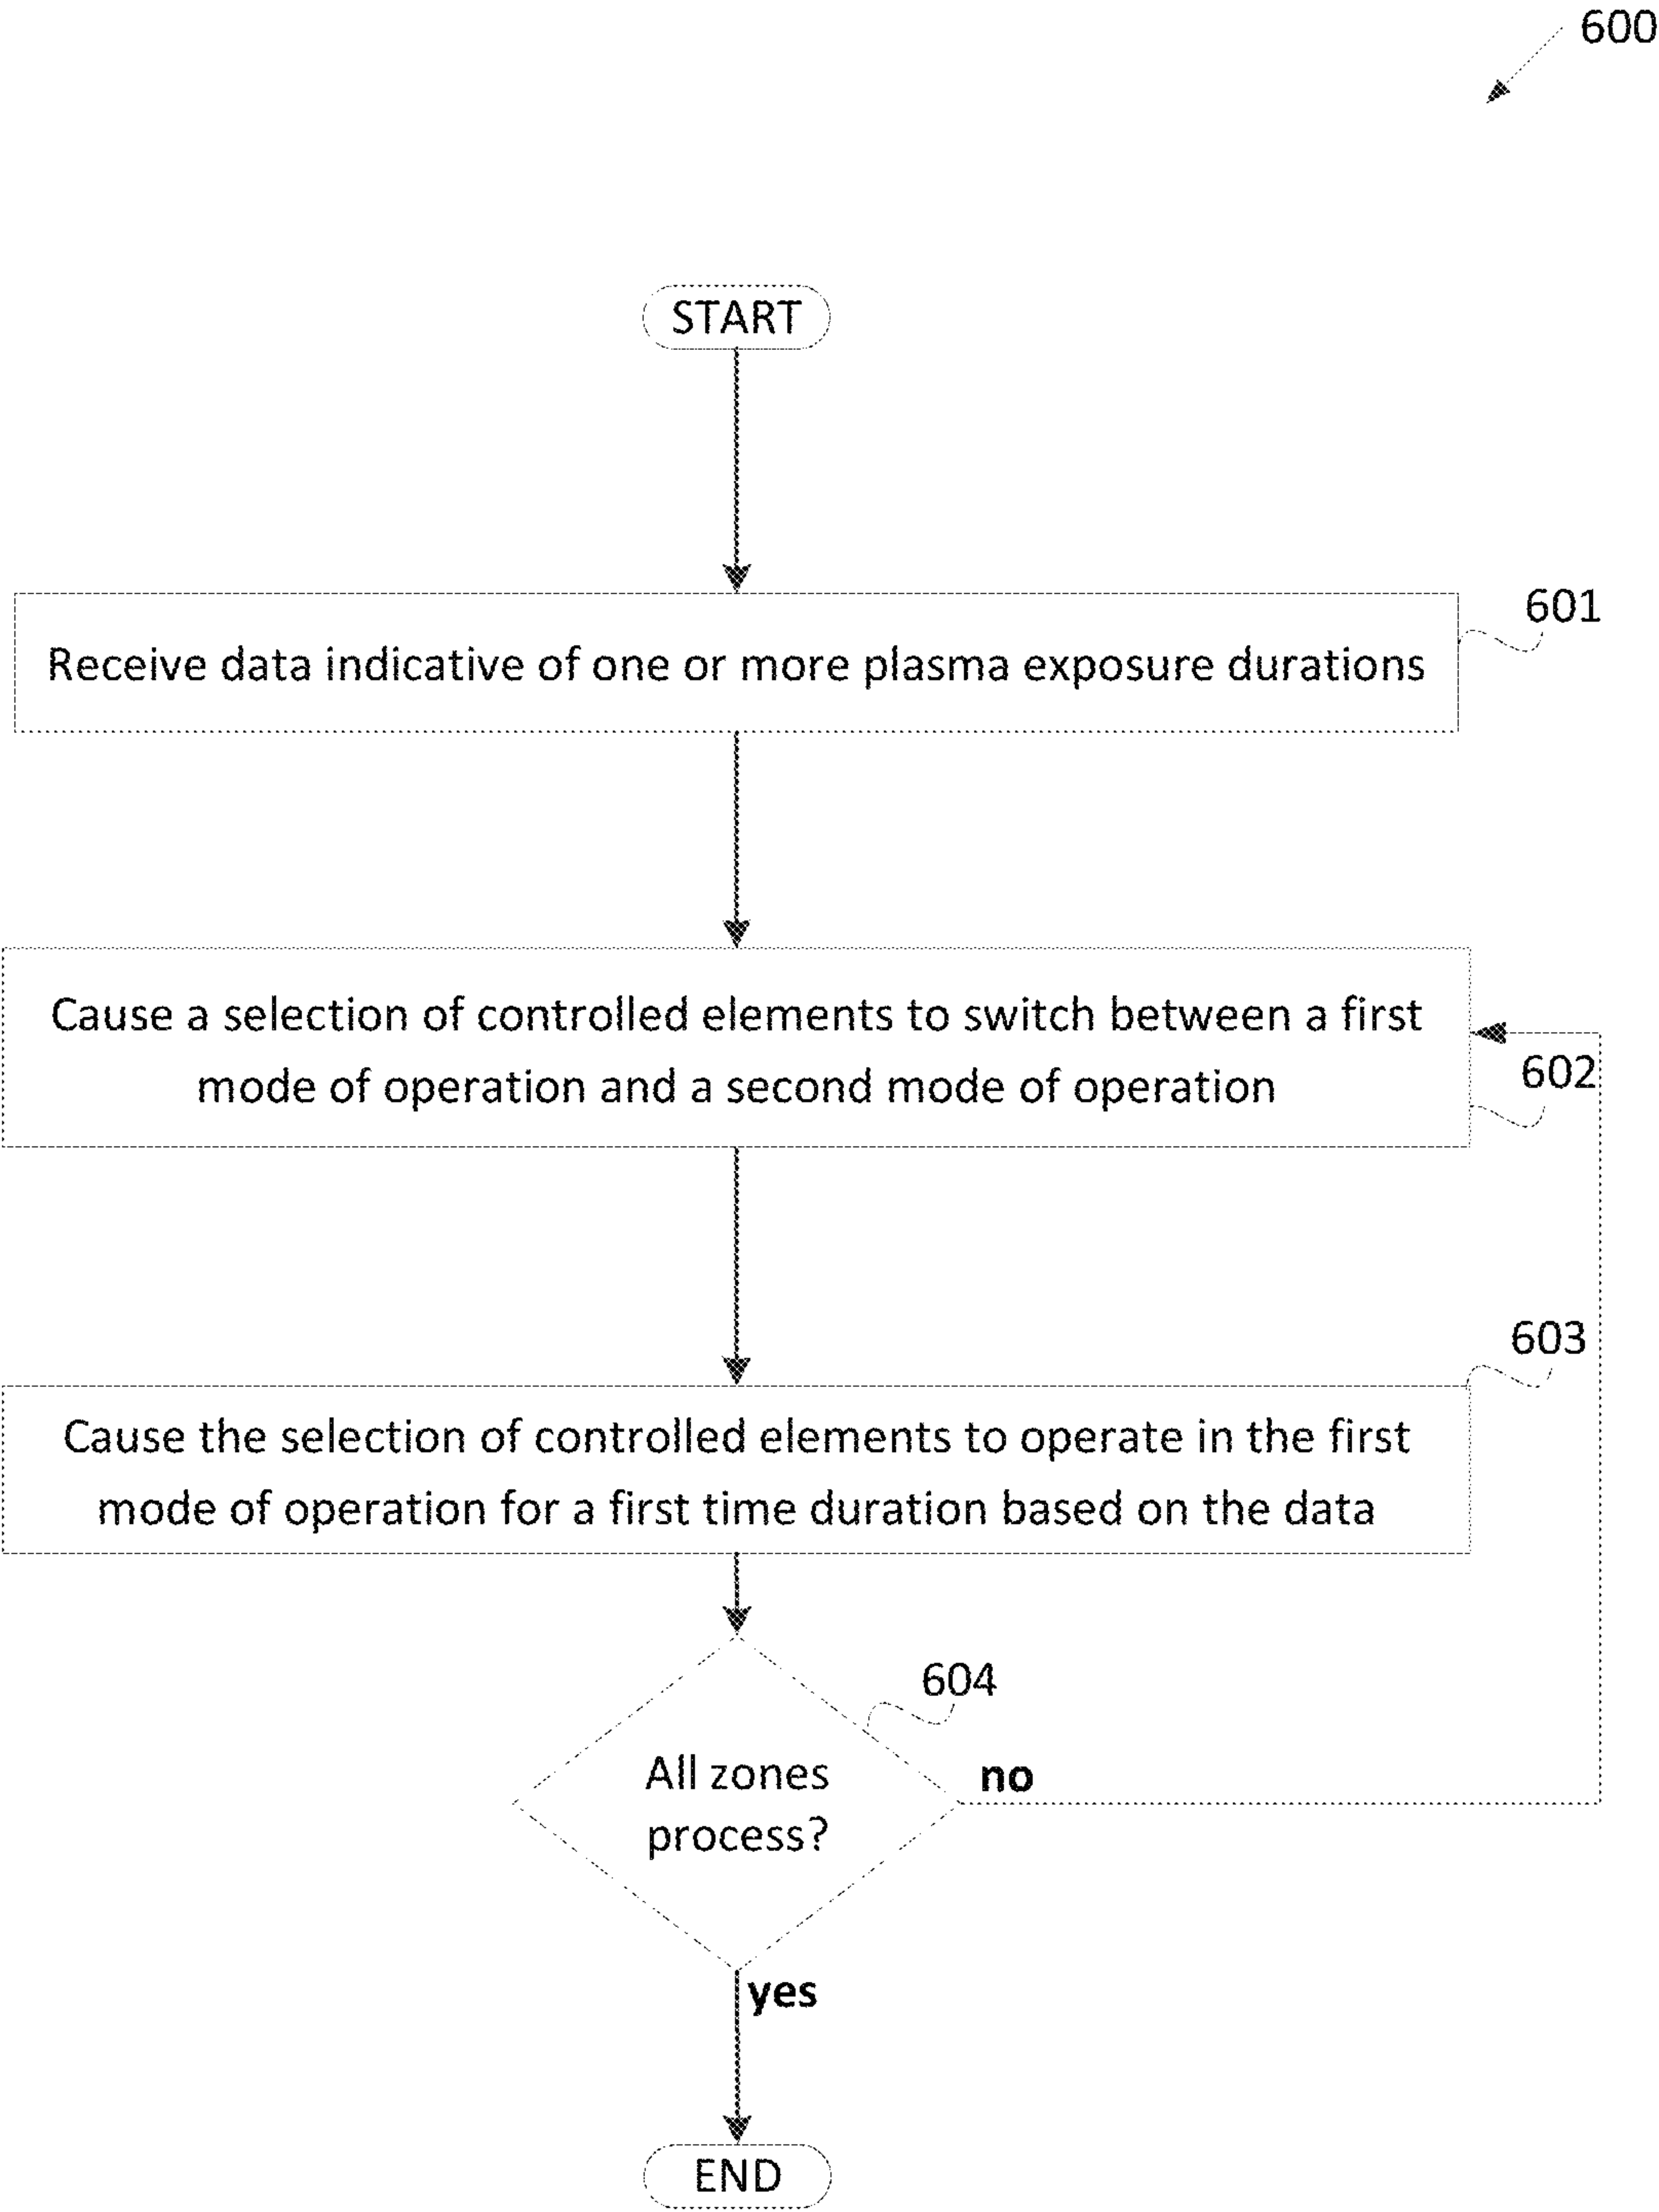 600
START
601
Receive data indicative of one or more plasma exposure durations
Cause a selection of controlled elements to switch between a first
mode of operation and a second mode of operation
602
603
Cause the selection of controlled elements to operate in the first
mode of operation for a first time duration based on the data
604
All zones
process?
no
yes
END